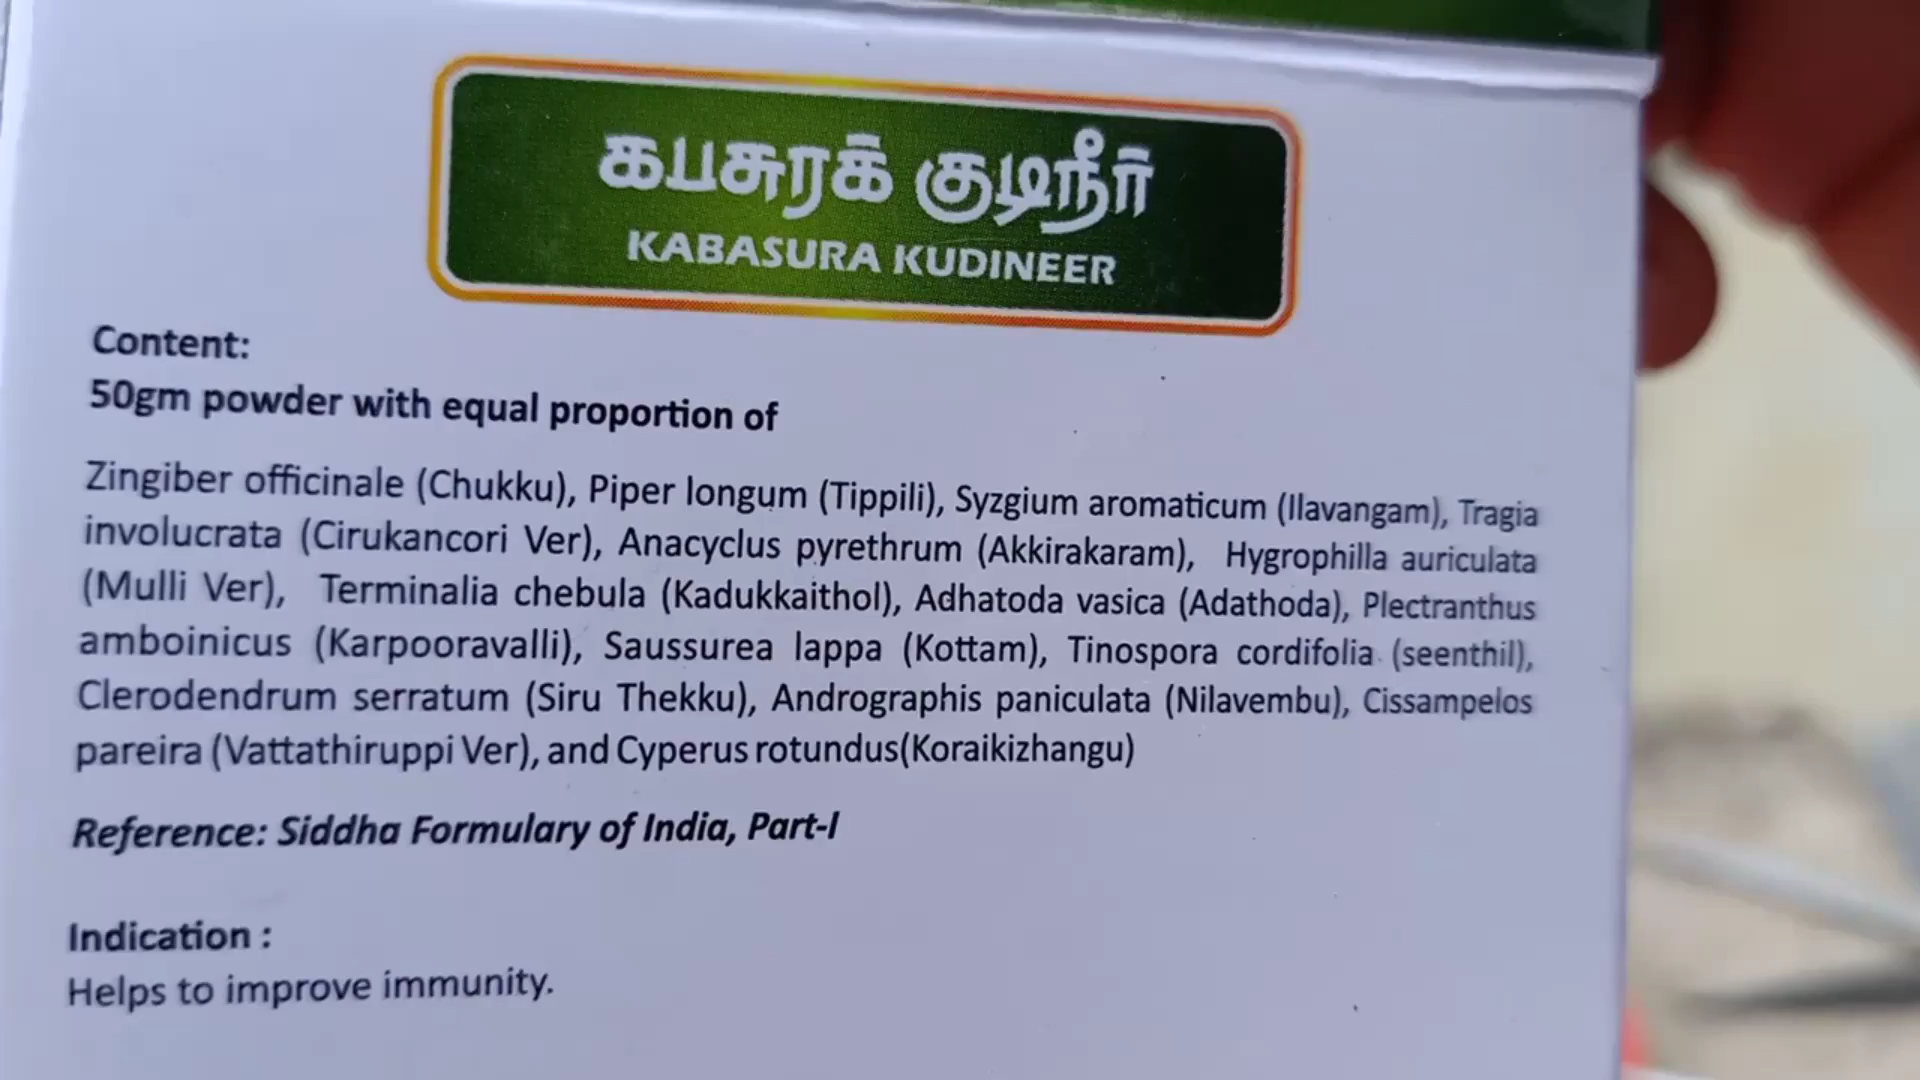 கபசுரக் குடிநீர்
KABASURA KUDINEER
Content:
50gm powder with equal proportion of
Zingiber officinale (Chukku), Piper longum (Tippili), Syzgium aromaticum (Ilavangam), Tragia
involucrata (Cirukancori Ver), Anacyclus pyrethrum (Akkirakaram), Hygrophilla auriculata
(Mulli Ver), Terminalia chebula (Kadukkaithol), Adhatoda vasica (Adathoda), Plectranthus
amboinicus (Karpooravalli), Saussurea lappa (Kottam), Tinospora cordifolia (seenthil),
Clerodendrum serratum (Siru Thekku), Andrographis paniculata (Nilavembu), Cissampelos
pareira (Vattathiruppi Ver), and Cyperus rotundus(Koraikizhangu)
Reference: Siddha Formulary of India, Part-I
Indication :
Helps to improve immunity.